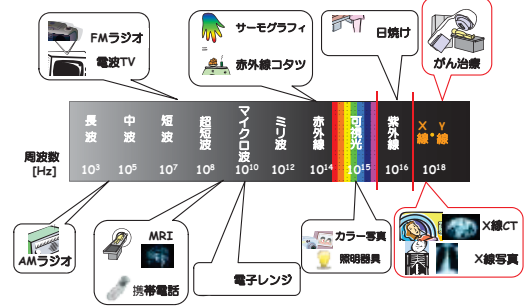 FMラジオ
電波TV
サーモグラフィ
赤外線コタツ
日焼け
がん治療
周波数
[Hz]
長波
中波
短波
超短波
マイクロ波
ミリ波
赤外線
可視光
紫外線
X線・γ線
10³
10⁵
10⁷
10⁸
10¹⁰
10¹²
10¹⁴
10¹⁵
10¹⁶
10¹⁸
AMラジオ
MRI
携帯電話
電子レンジ
カラー写真
照明器具
X線CT
X線写真